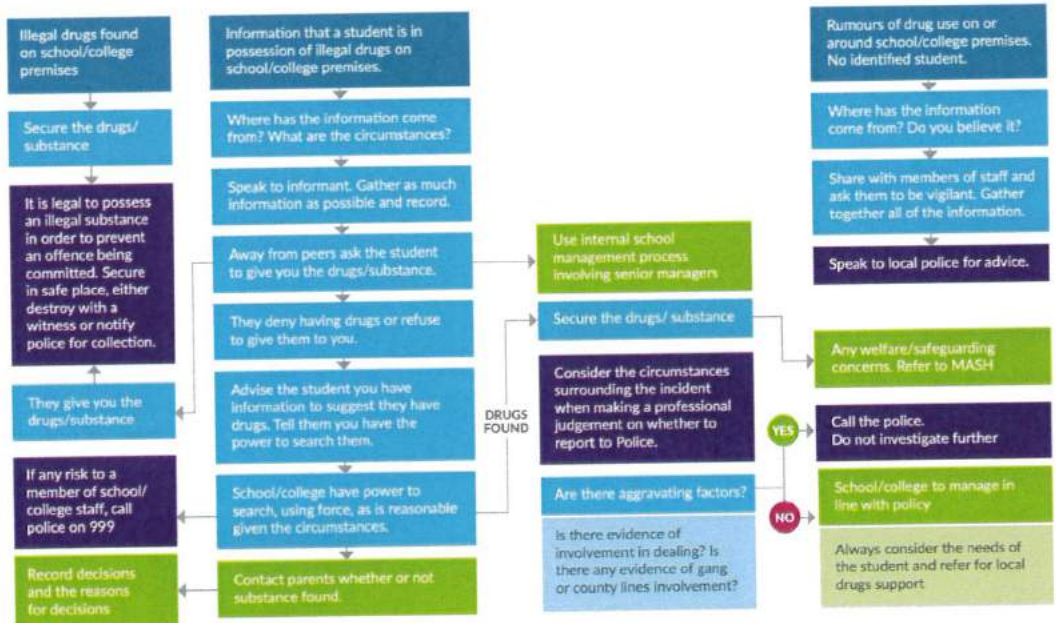 Illegal drugs found
on school/college
premises
Secure the drugs/
substance
It is legal to possess
an illegal substance
in order to prevent
an offence being
committed. Secure
in safe place, either
destroy with a
witness or notify
police for collection.
They give you the
drugs/substance
If any risk to a
member of school/
college staff, call
police on 999
Record decisions
and the reasons
for decisions
Information that a student is in
possession of illegal drugs on
school/college premises.
Where has the information come
from? What are the circumstances?
Speak to informant. Gather as much
information as possible and record.
Away from peers ask the student
to give you the drugs/substance.
They deny having drugs or refuse
to give them to you.
Advise the student you have
information to suggest they have
drugs. Tell them you have the
power to search them.
School/college have power to
search, using force, as is reasonable
given the circumstances.
Contact parents whether or not
substance found.
DRUGS
FOUND
Use internal school
management process
involving senior managers
Secure the drugs/ substance
Consider the circumstances
surrounding the incident
when making a professional
judgement on whether to
report to Police.
Are there aggravating factors?
Is there evidence of
involvement in dealing? Is
there any evidence of gang
or county lines involvement?
YES
NO
Rumours of drug use on or
around school/college premises.
No identified student.
Where has the information
come from? Do you believe it?
Share with members of staff and
ask them to be vigilant. Gather
together all of the information.
Speak to local police for advice.
Any welfare/safeguarding
concerns. Refer to MASH
Call the police.
Do not investigate further
School/college to manage in
line with policy
Always consider the needs of
the student and refer for local
drugs support